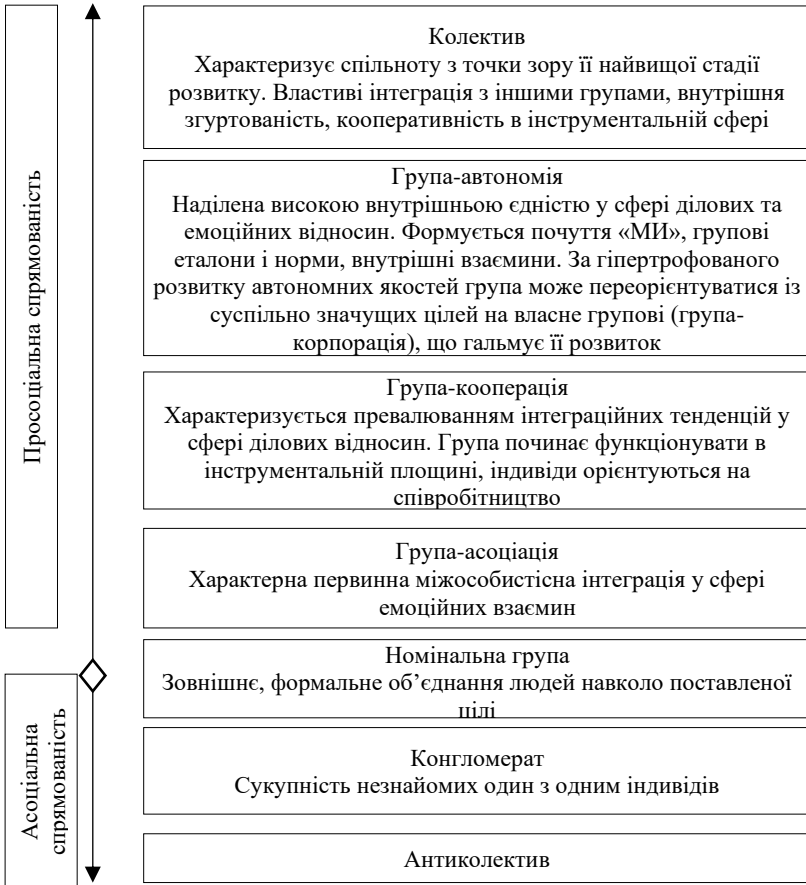 Просоціальна спрямованість
Колектив
Характеризує спільноту з точки зору її найвищої стадії
розвитку. Властиві інтеграція з іншими групами, внутрішня
згуртованість, кооперативність в інструментальній сфері
Група-автономія
Наділена високою внутрішньою єдністю у сфері ділових та
емоційних відносин. Формується почуття «МИ», групові
еталони і норми, внутрішні взаємини. За гіпертрофованого
розвитку автономних якостей група може переорієнтуватися із
суспільно значущих цілей на власне групові (група-
корпорація), що гальмує її розвиток
Група-кооперація
Характеризується превалюванням інтеграційних тенденцій у
сфері ділових відносин. Група починає функціонувати в
інструментальній площині, індивіди орієнтуються на
співробітництво
Група-асоціація
Характерна первинна міжособистісна інтеграція у сфері
емоційних взаємин
Асоціальна
спрямованість
Номінальна група
Зовнішнє, формальне об’єднання людей навколо поставленої
цілі
Конгломерат
Сукупність незнайомих один з одним індивідів
Антиколектив